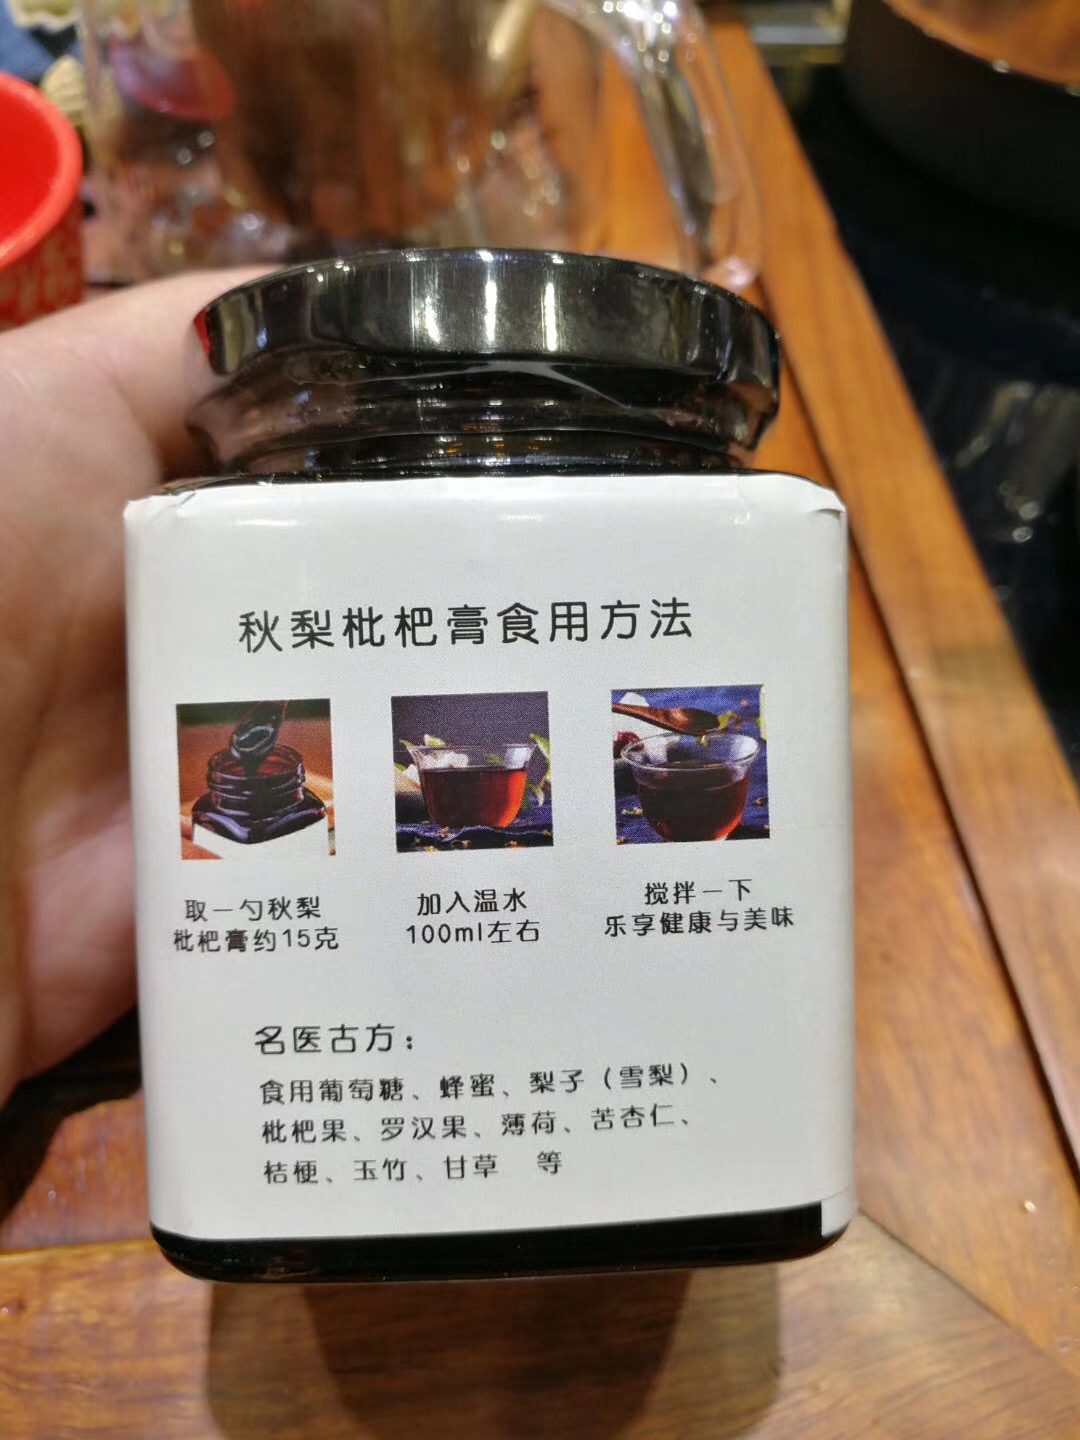 秋梨枇杷膏食用方法
取一勺秋梨
枇杷膏约15克
加入温水
100ml左右
搅拌一下
乐享健康与美味
名医古方：
食用葡萄糖、蜂蜜、梨子（雪梨）、
枇杷果、罗汉果、薄荷、苦杏仁、
桔梗、玉竹、甘草 等